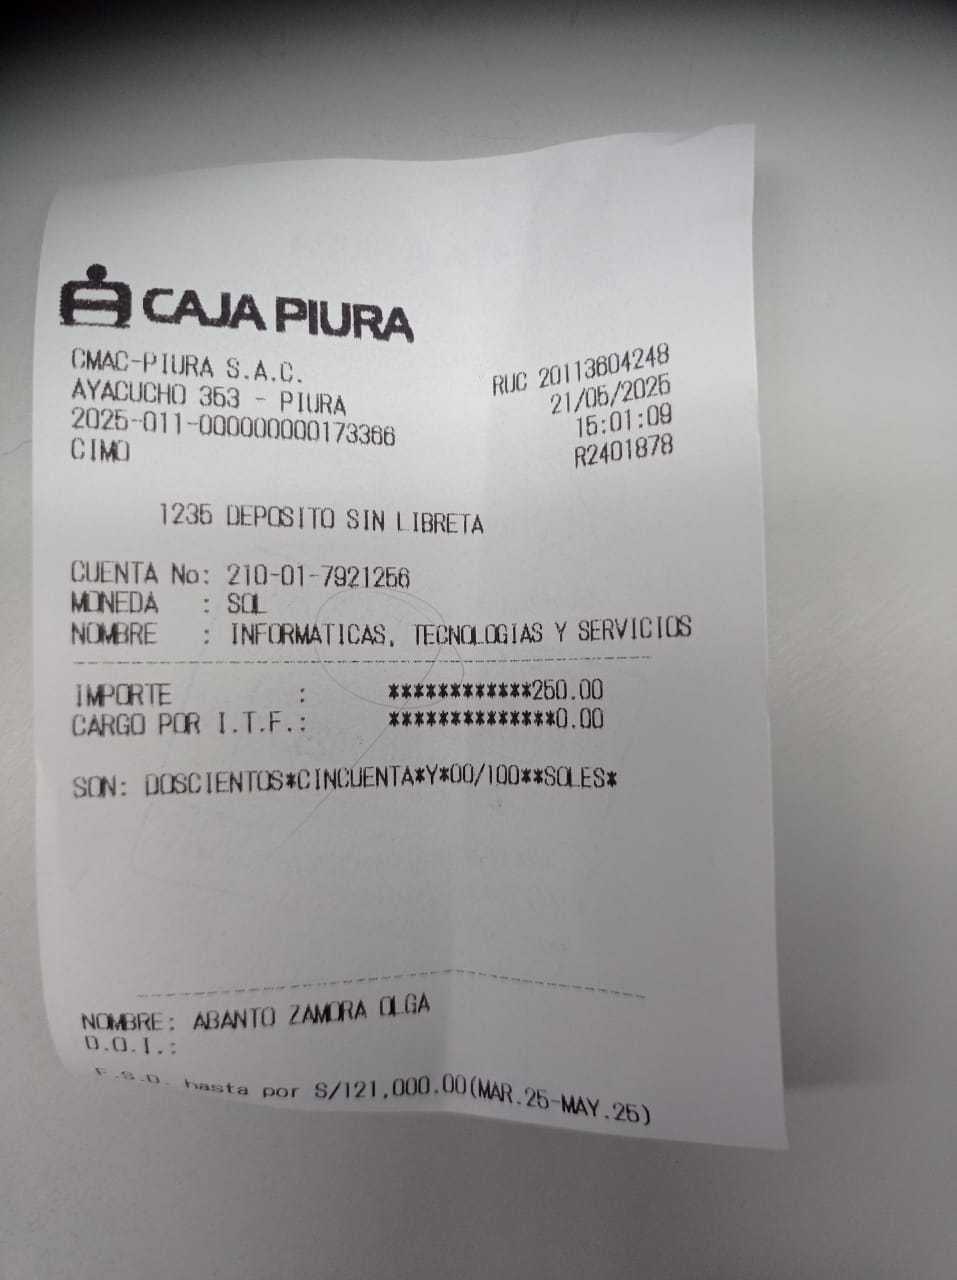 CAJA PIURA
CMAC-PIURA S.A.C.
RUC 20113604248
AYACUCHO 353 - PIURA
21/05/2025
2025-011-000000000173366
15:01:09
CIMO
R2401878
1235 DEPOSITO SIN LIBRETA
CUENTA No: 210-01-7921256
MONEDA : SOL
NOMBRE : INFORMATICAS, TECNOLOGIAS Y SERVICIOS
IMPORTE : ************250.00
CARGO POR I.T.F.: **************0.00
SON: DOSCIENTOS*CINCUENTA*Y*00/100**SOLES*
NOMBRE: ABANTO ZAMORA OLGA
D.O.I.:
F.S.D. hasta por S/121,000.00(MAR.25-MAY.25)